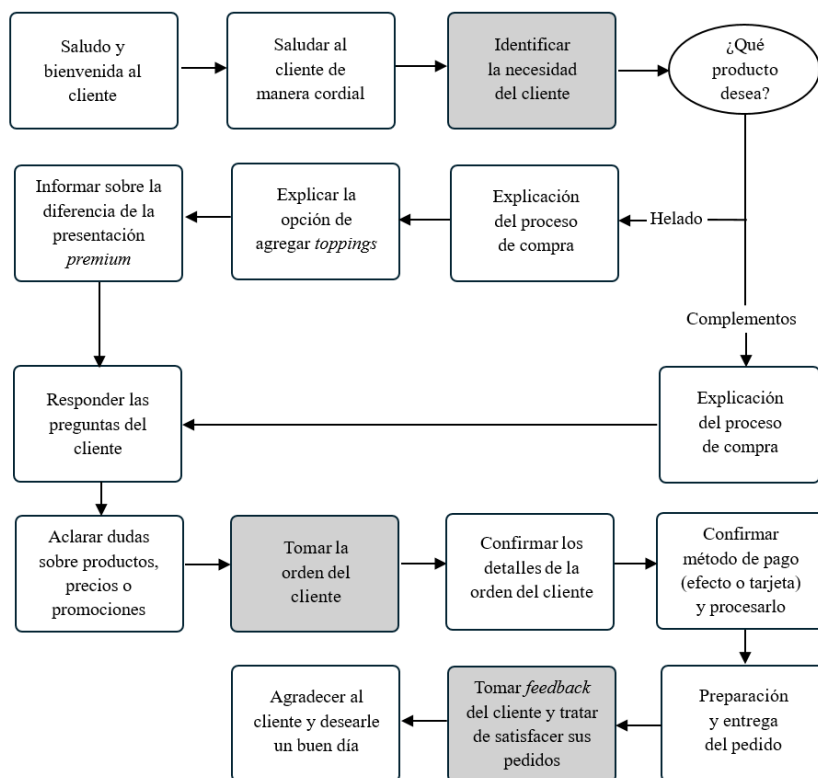 Saludo y
bienvenida al
cliente
Saludar al
cliente de
manera cordial
Identificar
la necesidad
del cliente
¿Qué
producto
desea?
Informar sobre la
diferencia de la
presentación
premium
Explicar la
opción de
agregar toppings
Explicación
del proceso
de compra
Helado
Complementos
Responder las
preguntas del
cliente
Explicación
del proceso
de compra
Aclarar dudas
sobre productos,
precios o
promociones
Tomar la
orden del
cliente
Confirmar los
detalles de la
orden del cliente
Confirmar
método de pago
(efecto o tarjeta)
y procesarlo
Agradecer al
cliente y desearle
un buen día
Tomar feedback
del cliente y tratar
de satisfacer sus
pedidos
Preparación
y entrega
del pedido